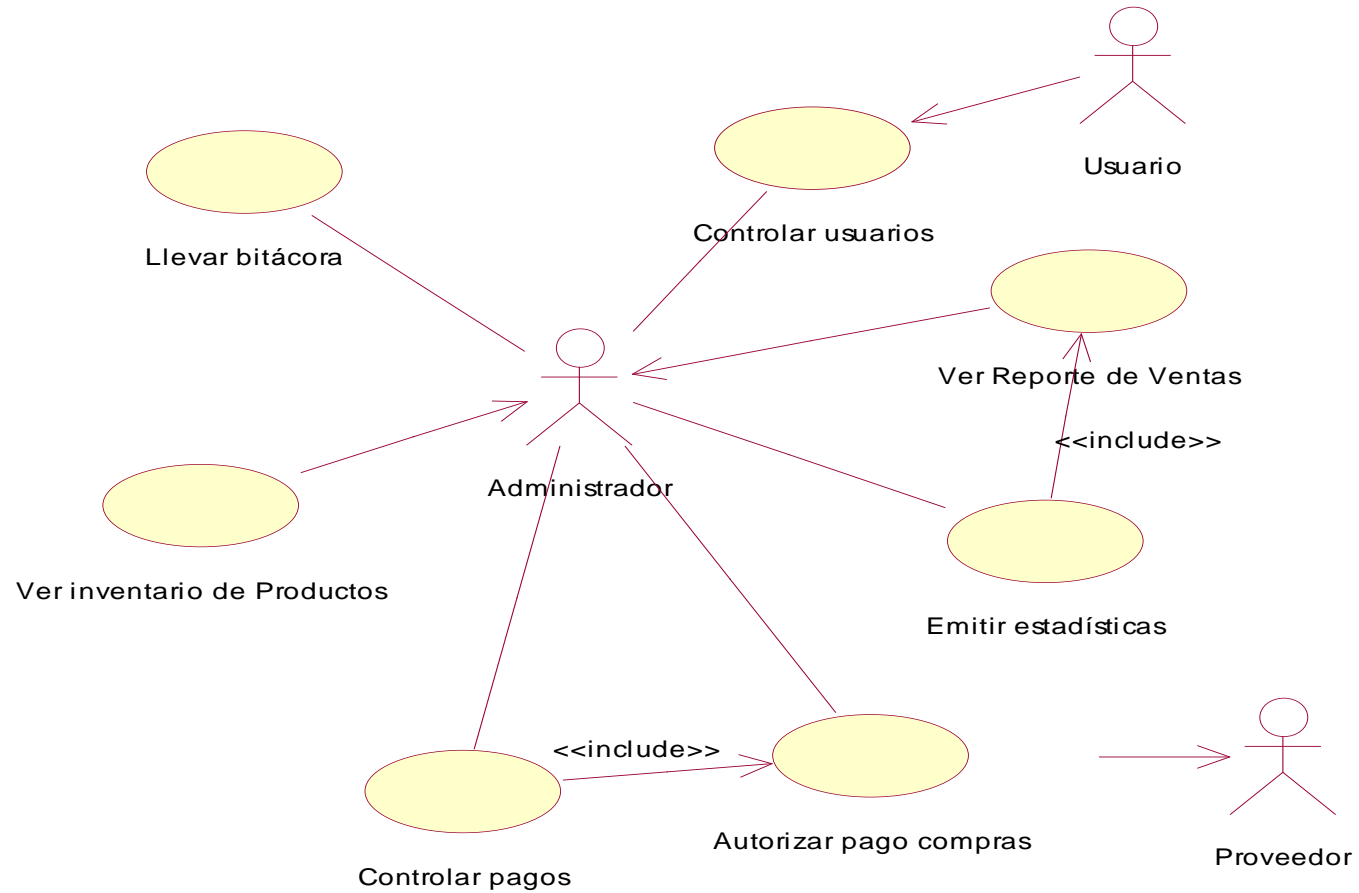 Usuario
Controlar usuarios
Llevar bitácora
Ver Reporte de Ventas
<<include>>
Administrador
Ver inventario de Productos
Emitir estadísticas
<<include>>
Autorizar pago compras
Proveedor
Controlar pagos